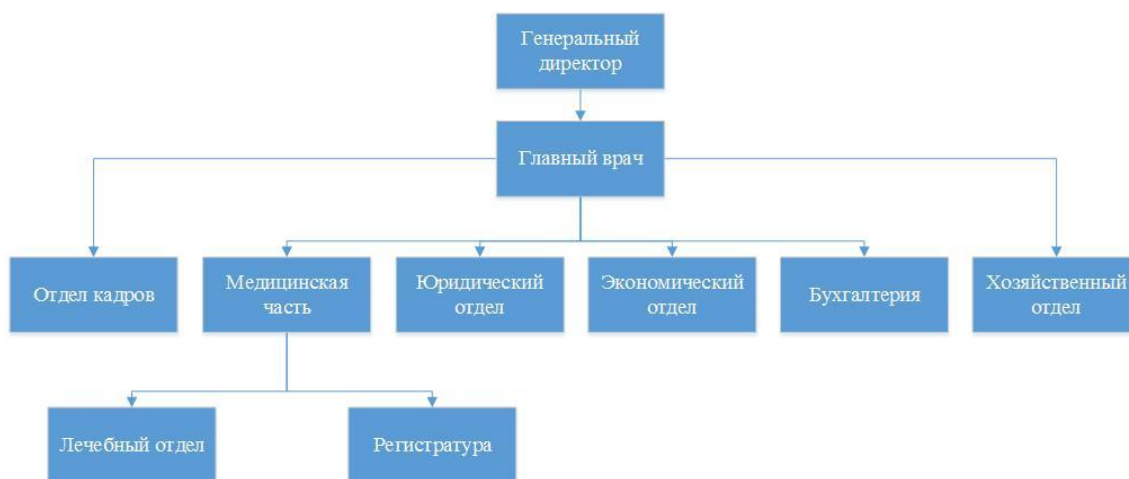 Генеральный
директор
Главный врач
Отдел кадров
Медицинская
часть
Юридический
отдел
Экономический
отдел
Бухгалтерия
Хозяйственный
отдел
Лечебный отдел
Регистратура